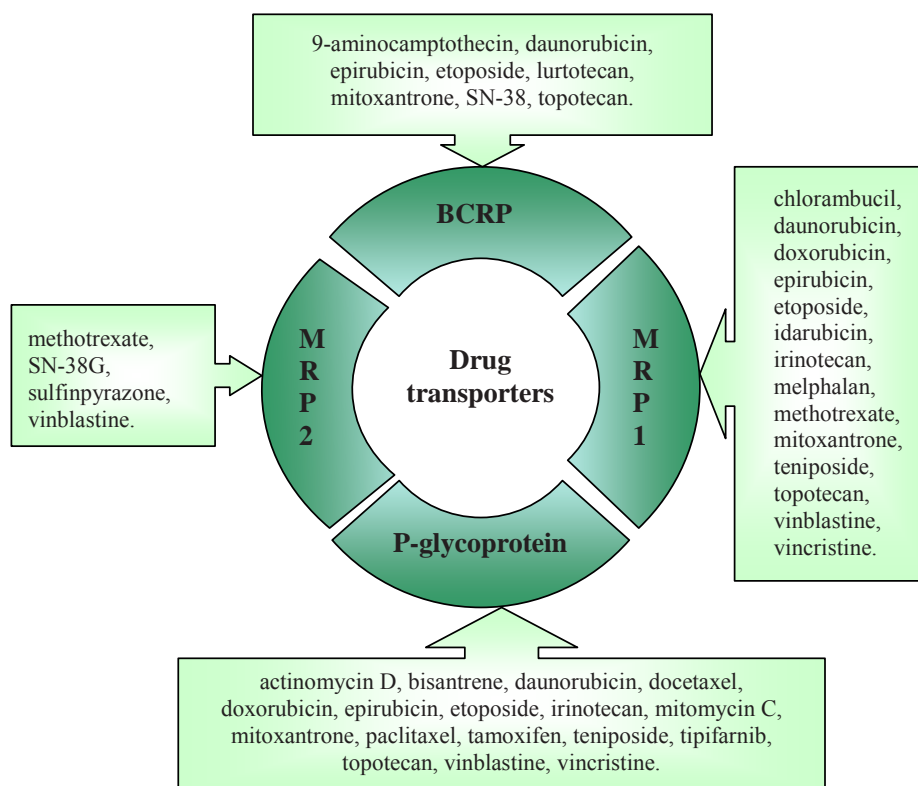 9-aminocamptothecin, daunorubicin,
epirubicin, etoposide, lurtotecan,
mitoxantrone, SN-38, topotecan.
BCRP
chlorambucil,
daunorubicin,
doxorubicin,
epirubicin,
etoposide,
idarubicin,
irinotecan,
melphalan,
methotrexate,
mitoxantrone,
teniposide,
topotecan,
vinblastine,
vincristine.
methotrexate,
SN-38G,
sulfinpyrazone,
vinblastine.
M
R
P
2
Drug
transporters
M
R
P
1
P-glycoprotein
actinomycin D, bisantrene, daunorubicin, docetaxel,
doxorubicin, epirubicin, etoposide, irinotecan, mitomycin C,
mitoxantrone, paclitaxel, tamoxifen, teniposide, tipifarnib,
topotecan, vinblastine, vincristine.